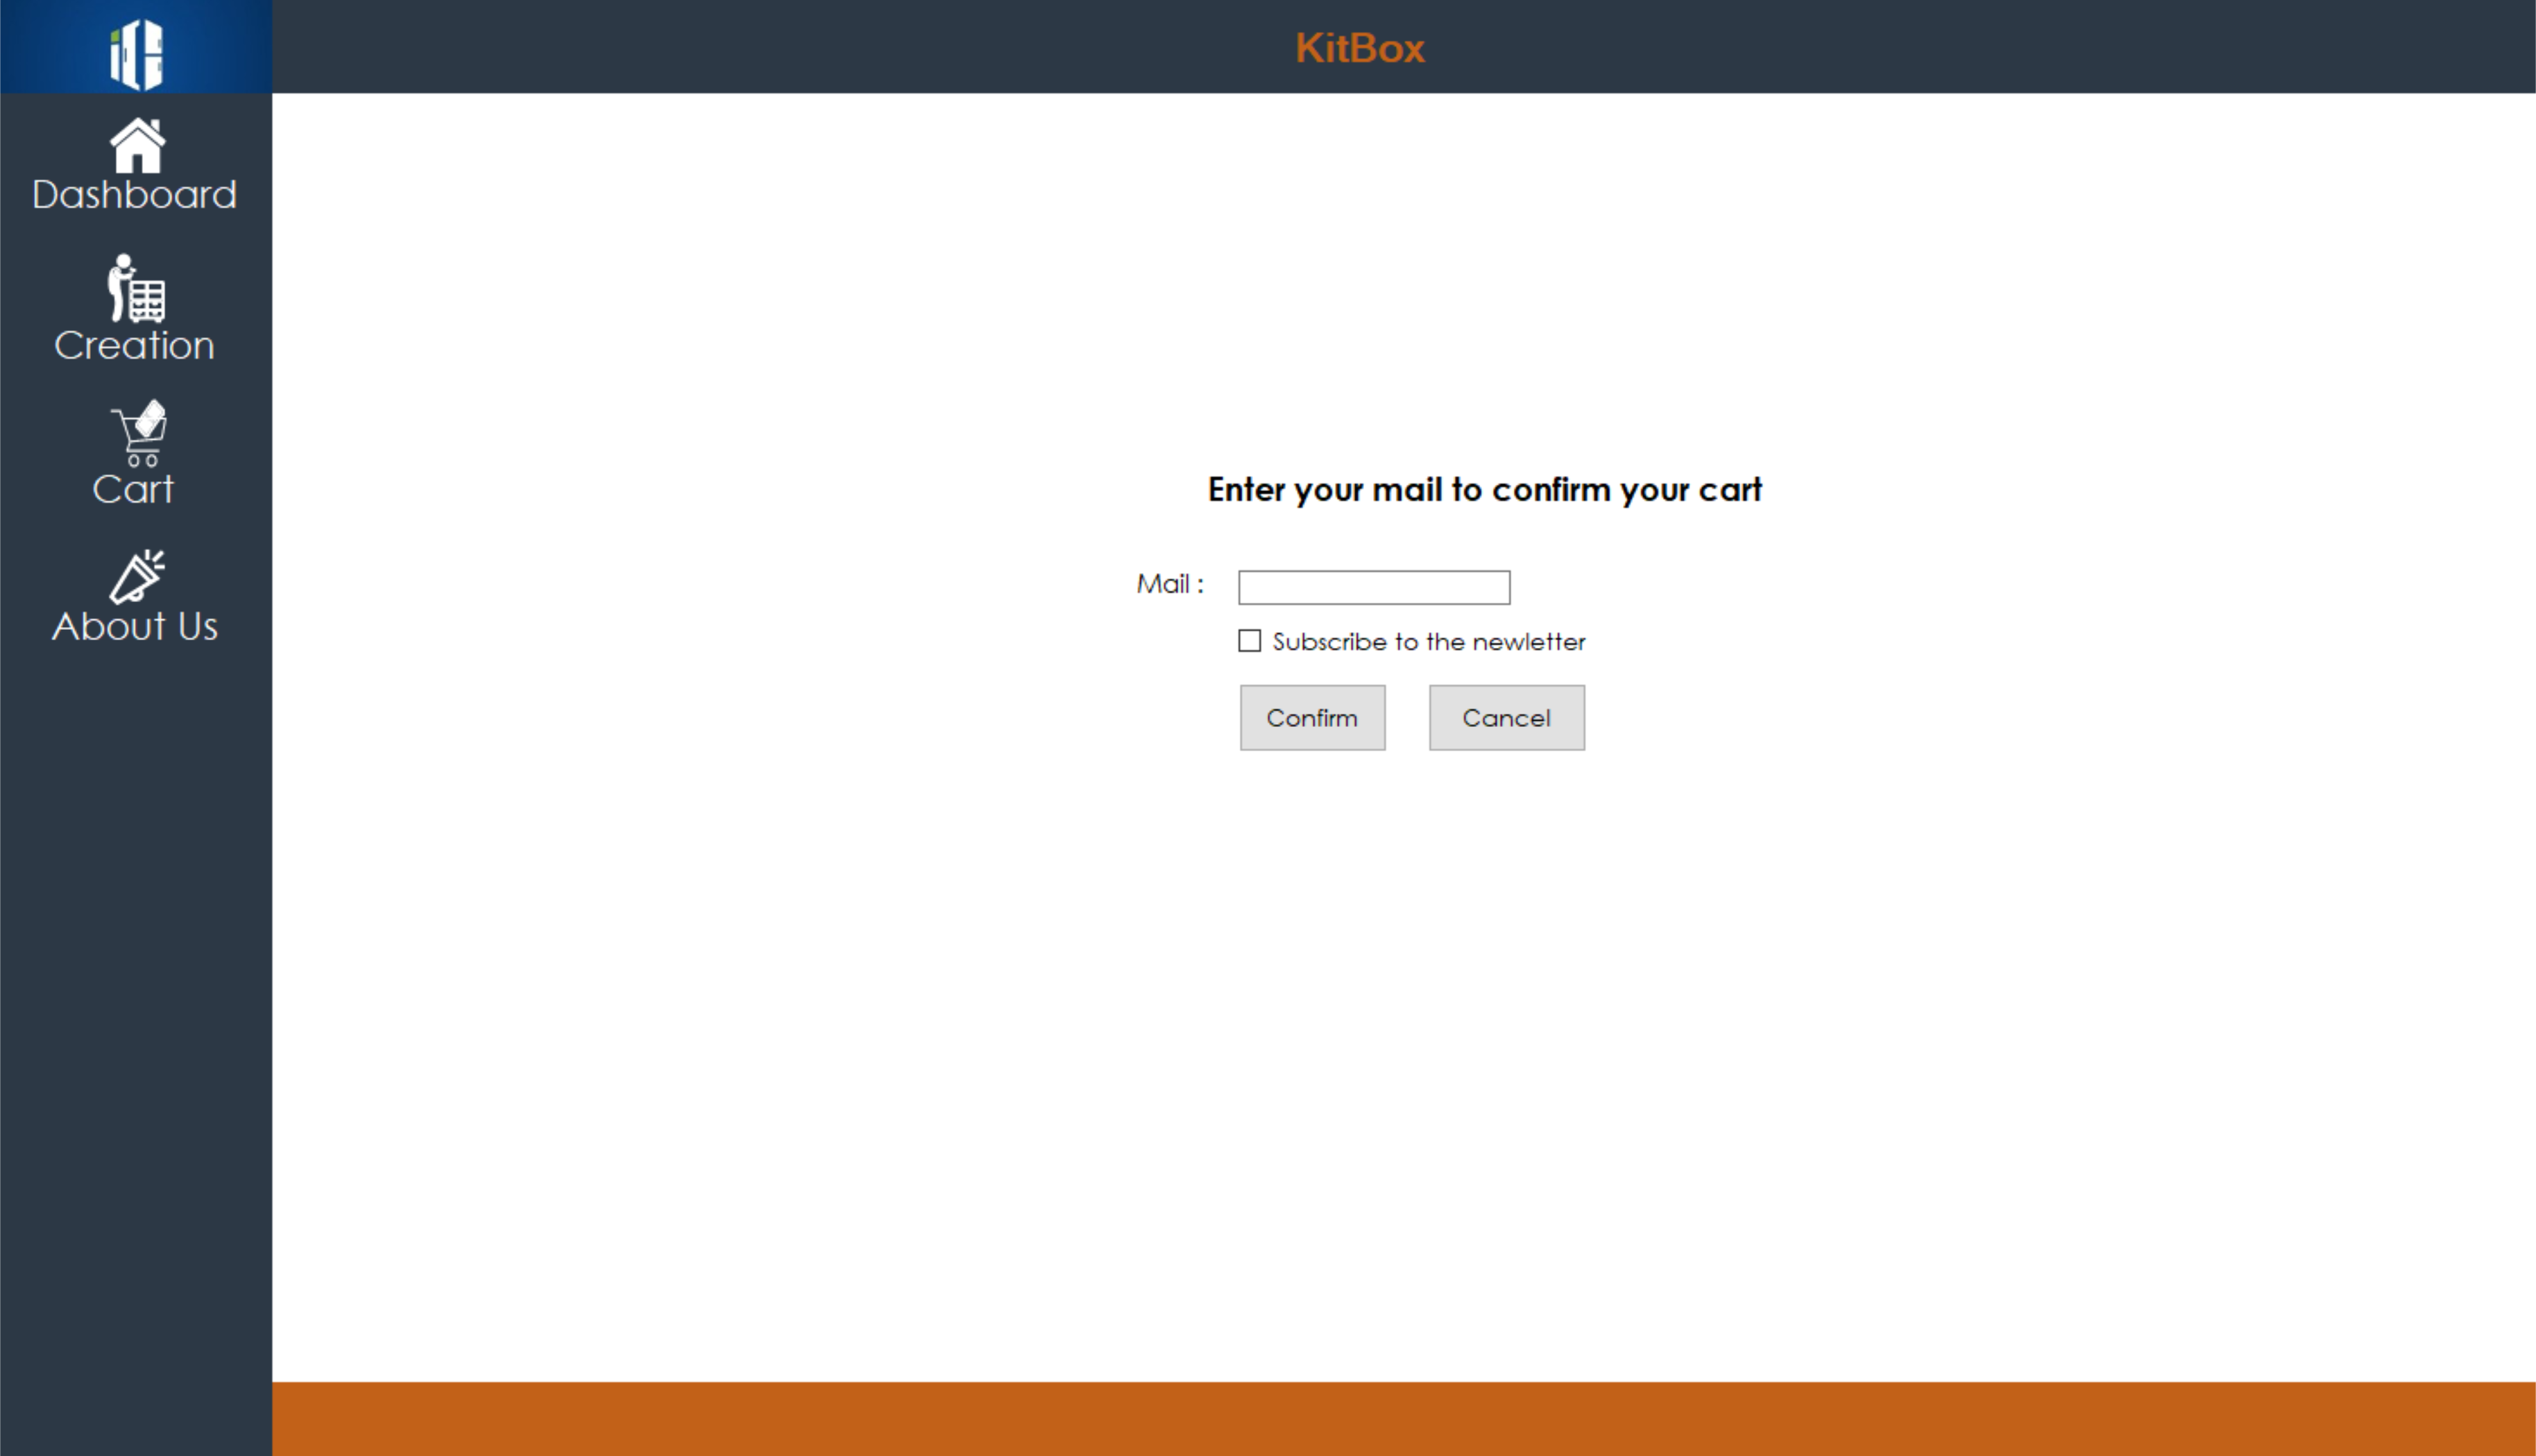 KitBox
Dashboard
Creation
Cart
About Us
Enter your mail to confirm your cart
Mail :
Subscribe to the newletter
Confirm
Cancel